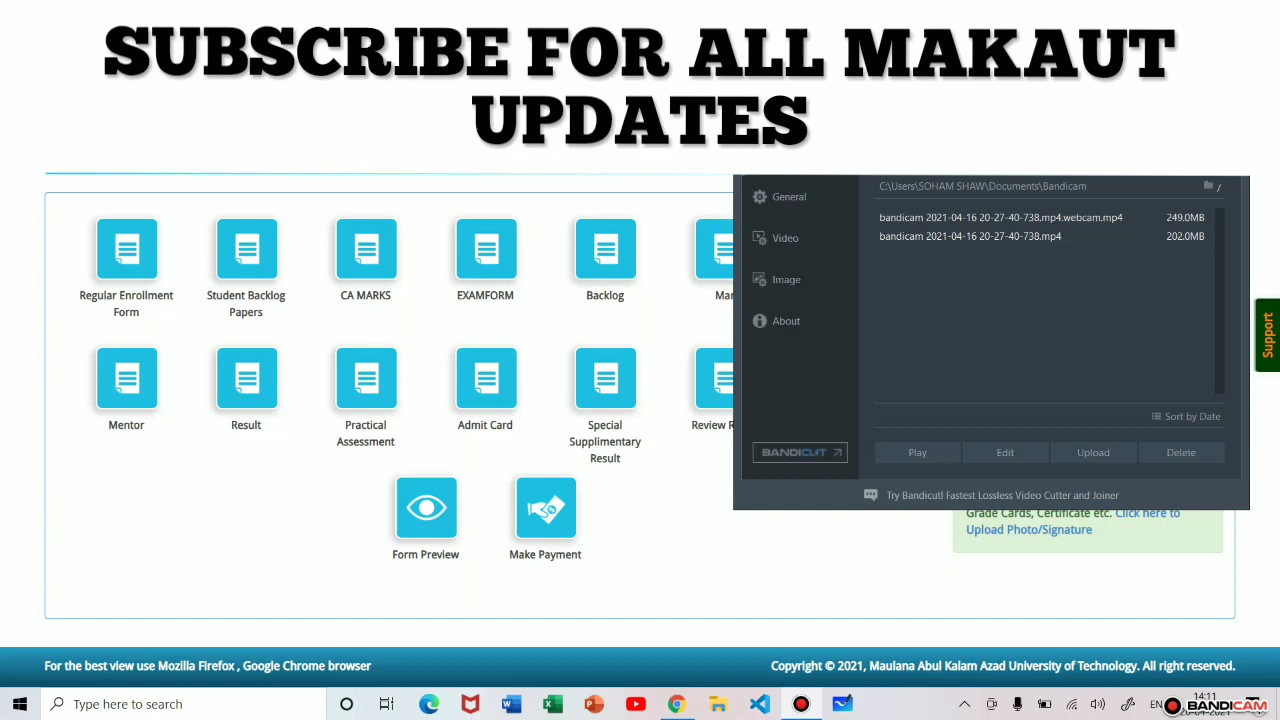 SUBSCRIBE FOR ALL MAKAUT
UPDATES
Regular Enrollment
Form
Student Backlog
Papers
CA MARKS
EXAMFORM
Backlog
Mentor
Result
Practical
Assessment
Admit Card
Special
Supplimentary
Result
Review
Form Preview
Make Payment
C:\Users\SOHAM SHAW\Documents\Bandicam
General
Video
Image
About
bandicam 2021-04-16 20-27-40-738.mp4.webcam.mp4 249.0MB
bandicam 2021-04-16 20-27-40-738.mp4 202.0MB
Sort by Date
BANDICUT
Play Edit Upload Delete
Try Bandicut! Fastest Lossless Video Cutter and Joiner
Grade Cards, Certificate etc. Click here to
Upload Photo/Signature
Support
For the best view use Mozilla Firefox , Google Chrome browser
Copyright © 2021, Maulana Abul Kalam Azad University of Technology. All right reserved.
Type here to search
14:11
BANDICAM